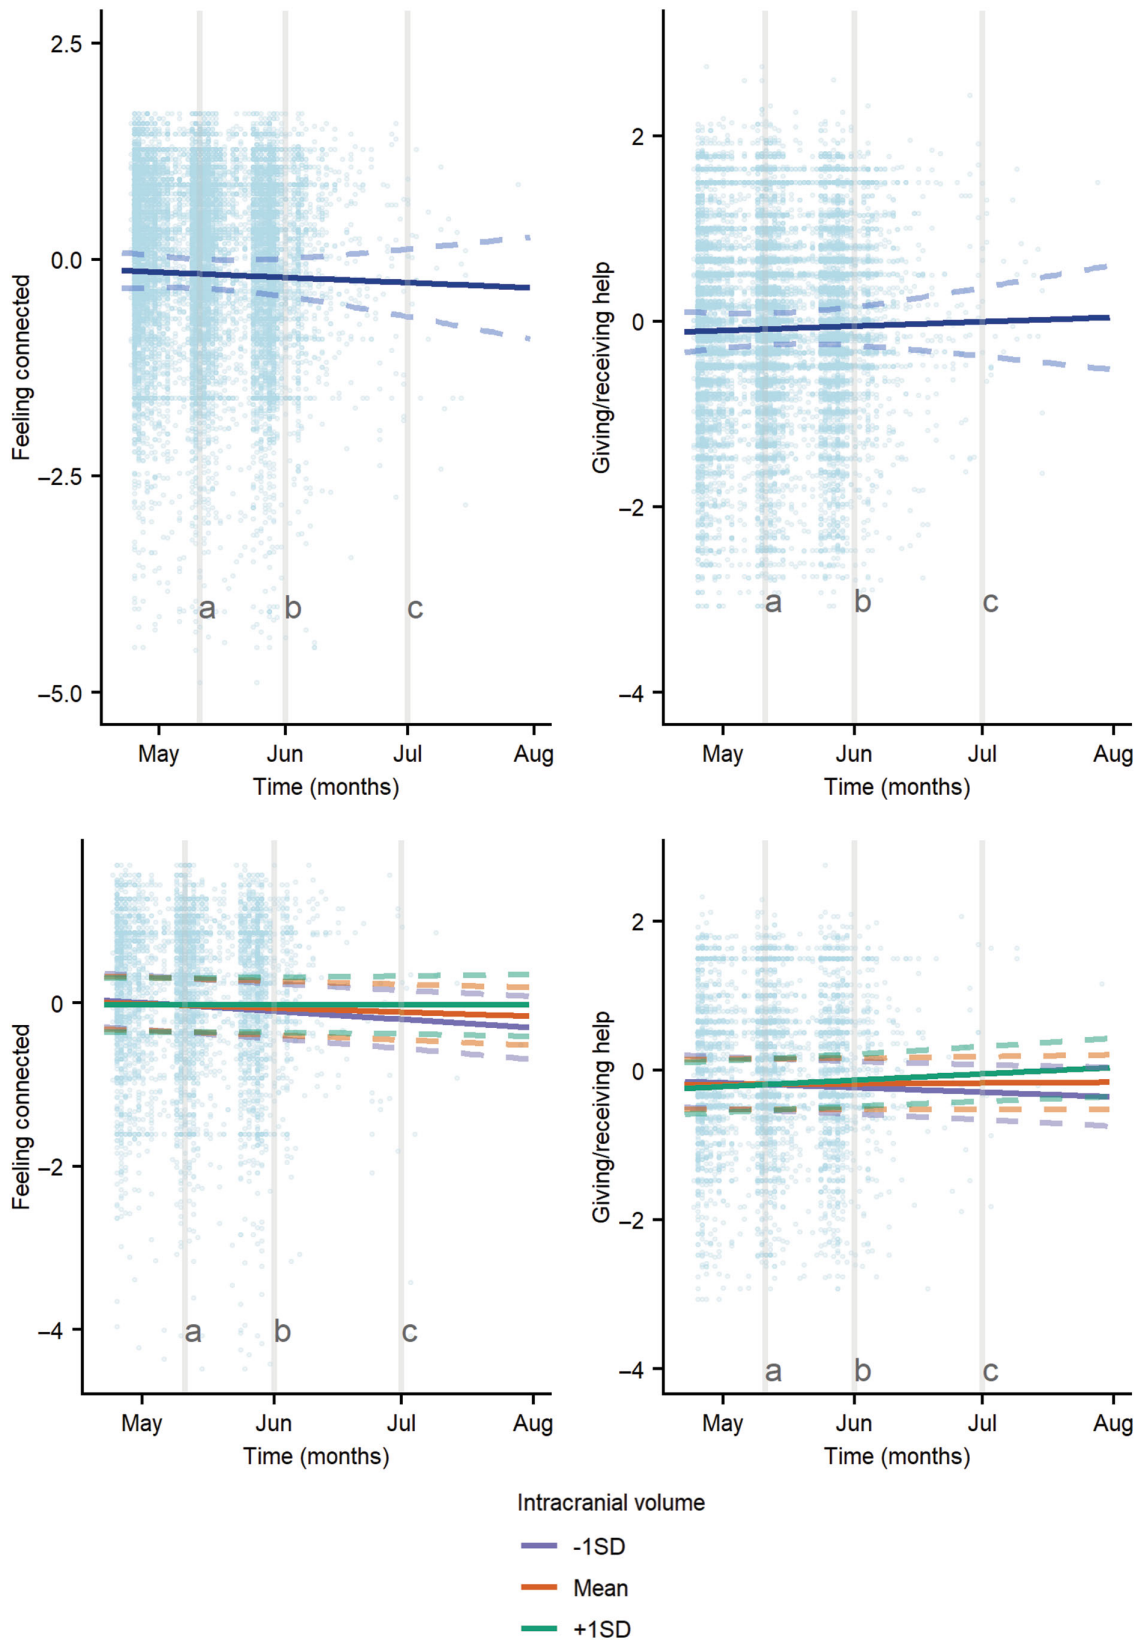 Feeling connected
2.5
0.0
−2.5
−5.0
a b c
May Jun Jul Aug
Time (months)
Giving/receiving help
2
0
−2
−4
a b c
May Jun Jul Aug
Time (months)
Feeling connected
0
−2
−4
a b c
May Jun Jul Aug
Time (months)
Giving/receiving help
2
0
−2
−4
a b c
May Jun Jul Aug
Time (months)
Intracranial volume
-1SD
Mean
+1SD